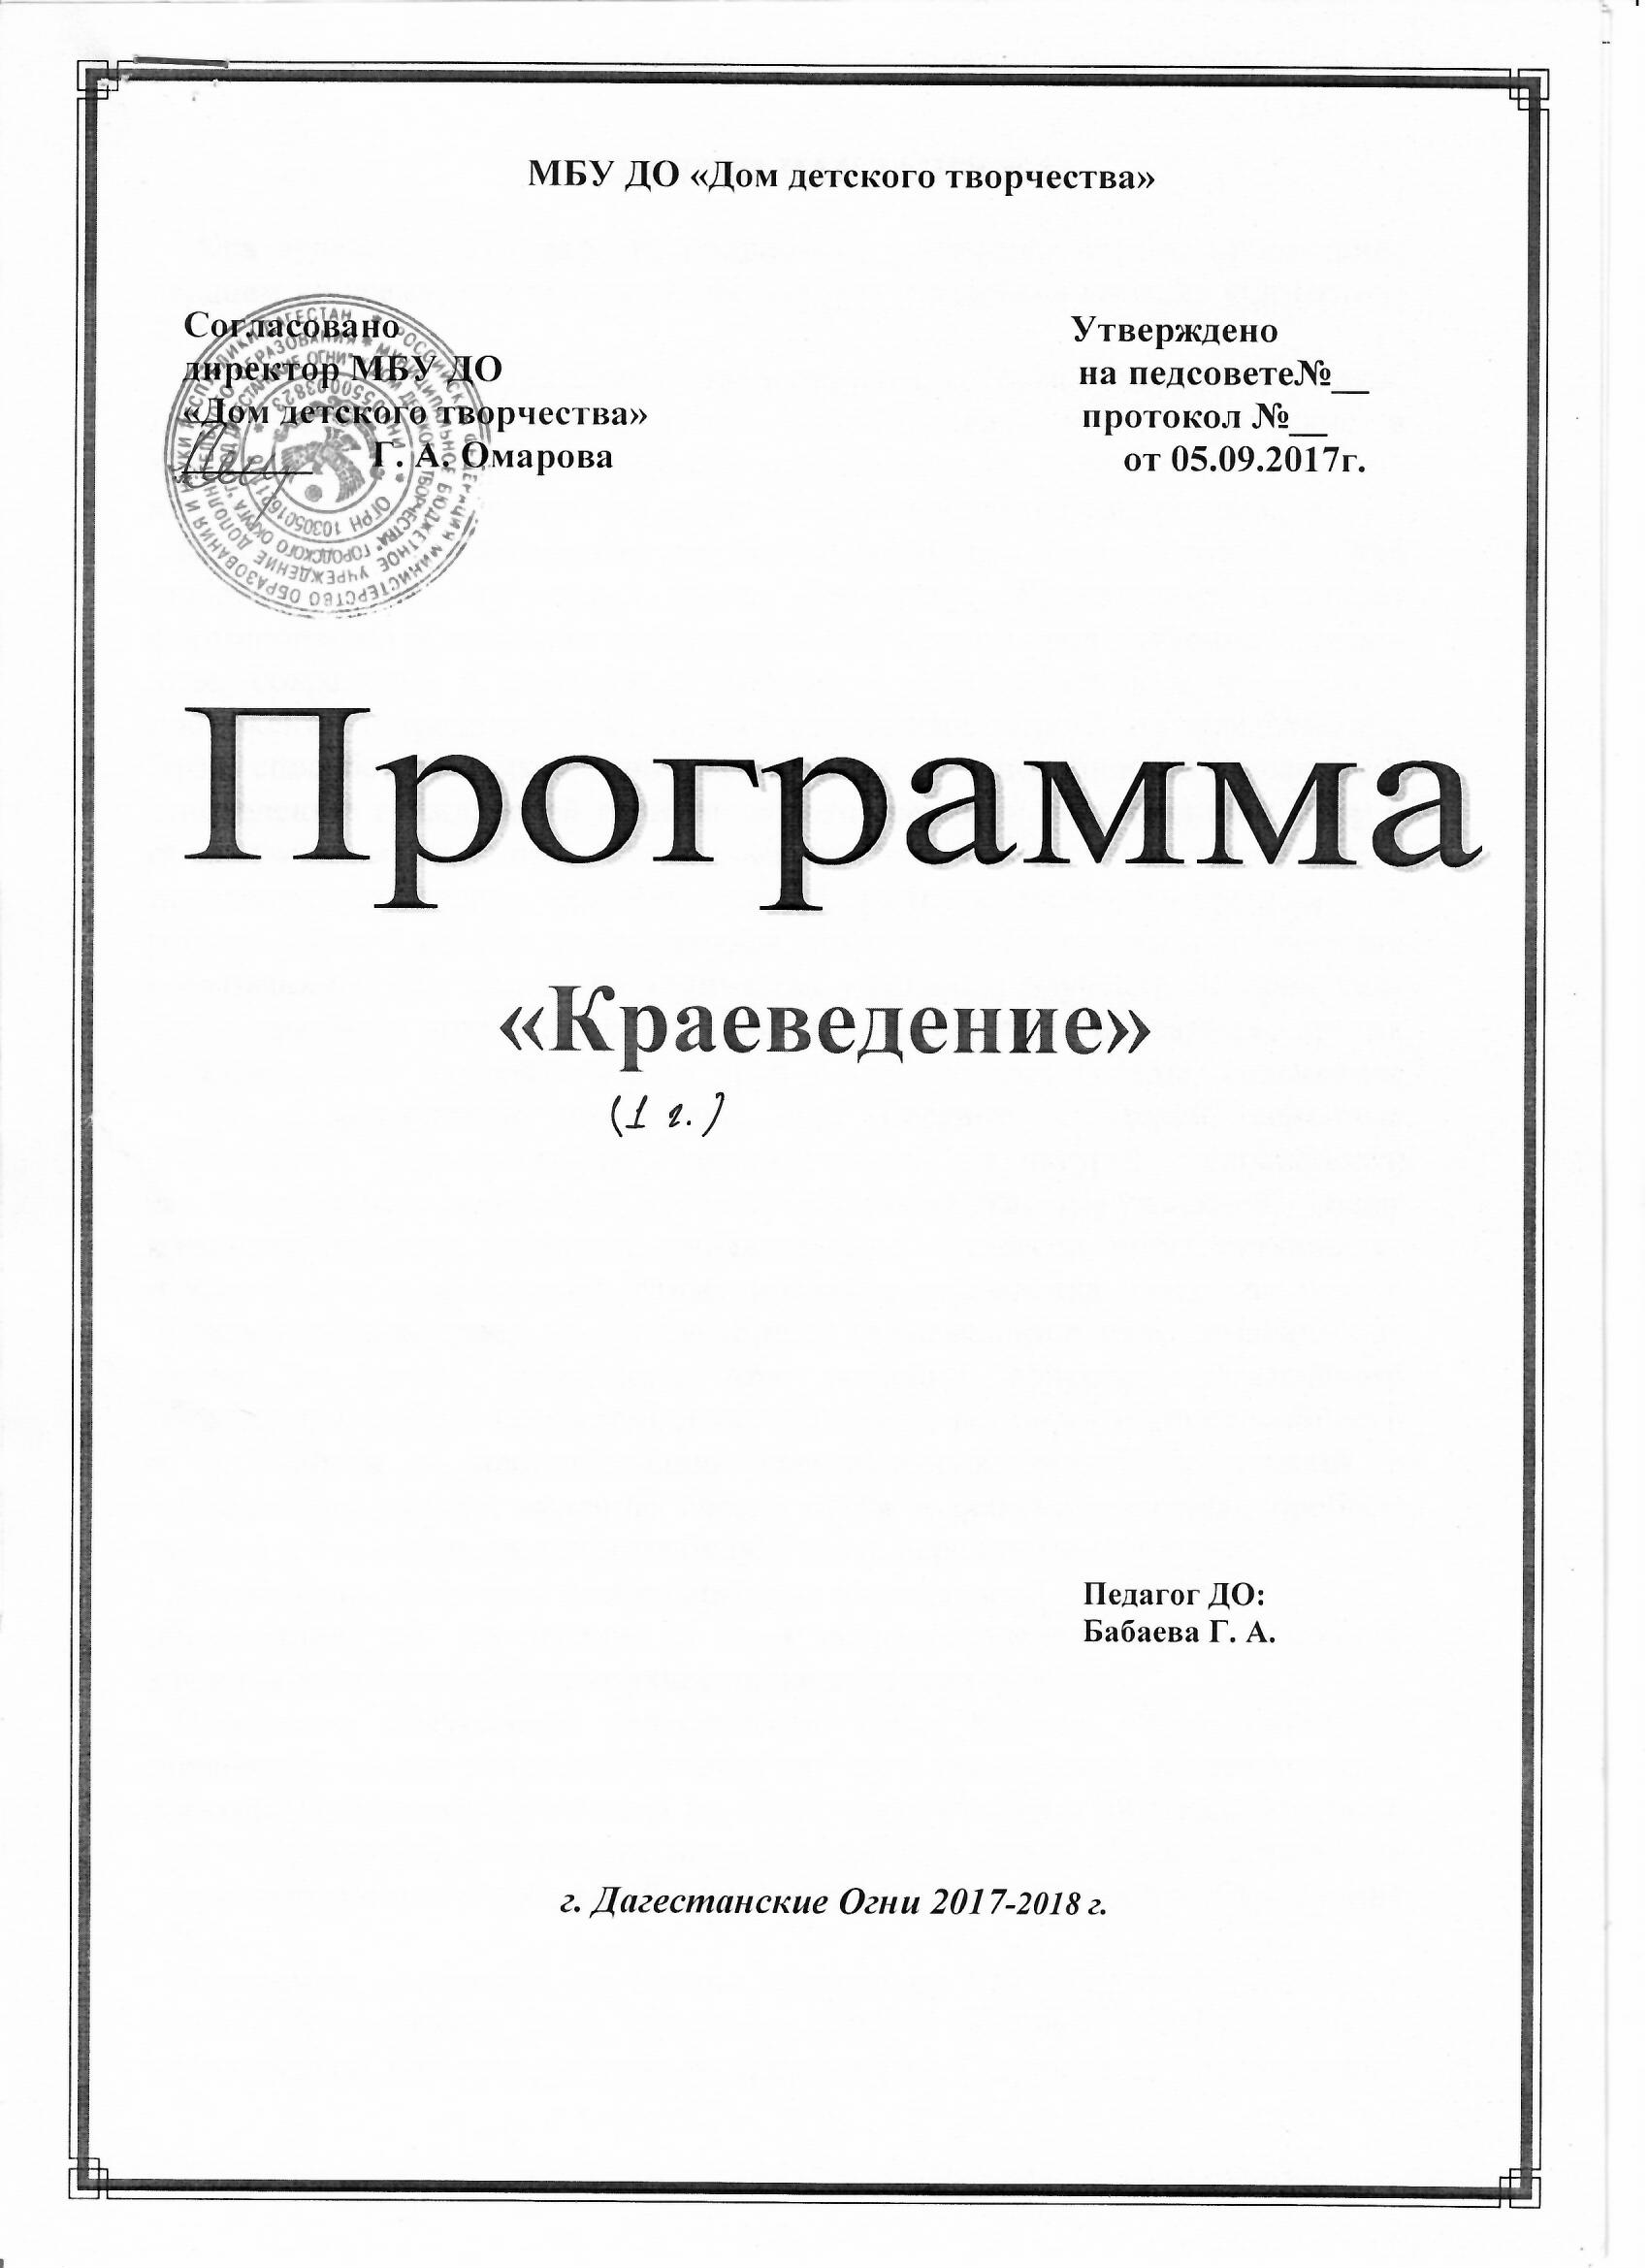 МБУ ДО «Дом детского творчества»
Согласовано
директор МБУ ДО
«Дом детского творчества»
Г. А. Омарова
Утверждено
на педсовете№__
протокол №__
от 05.09.2017г.
Программа
«Краеведение»
(1 г.)
Педагог ДО:
Бабаева Г. А.
г. Дагестанские Огни 2017-2018 г.